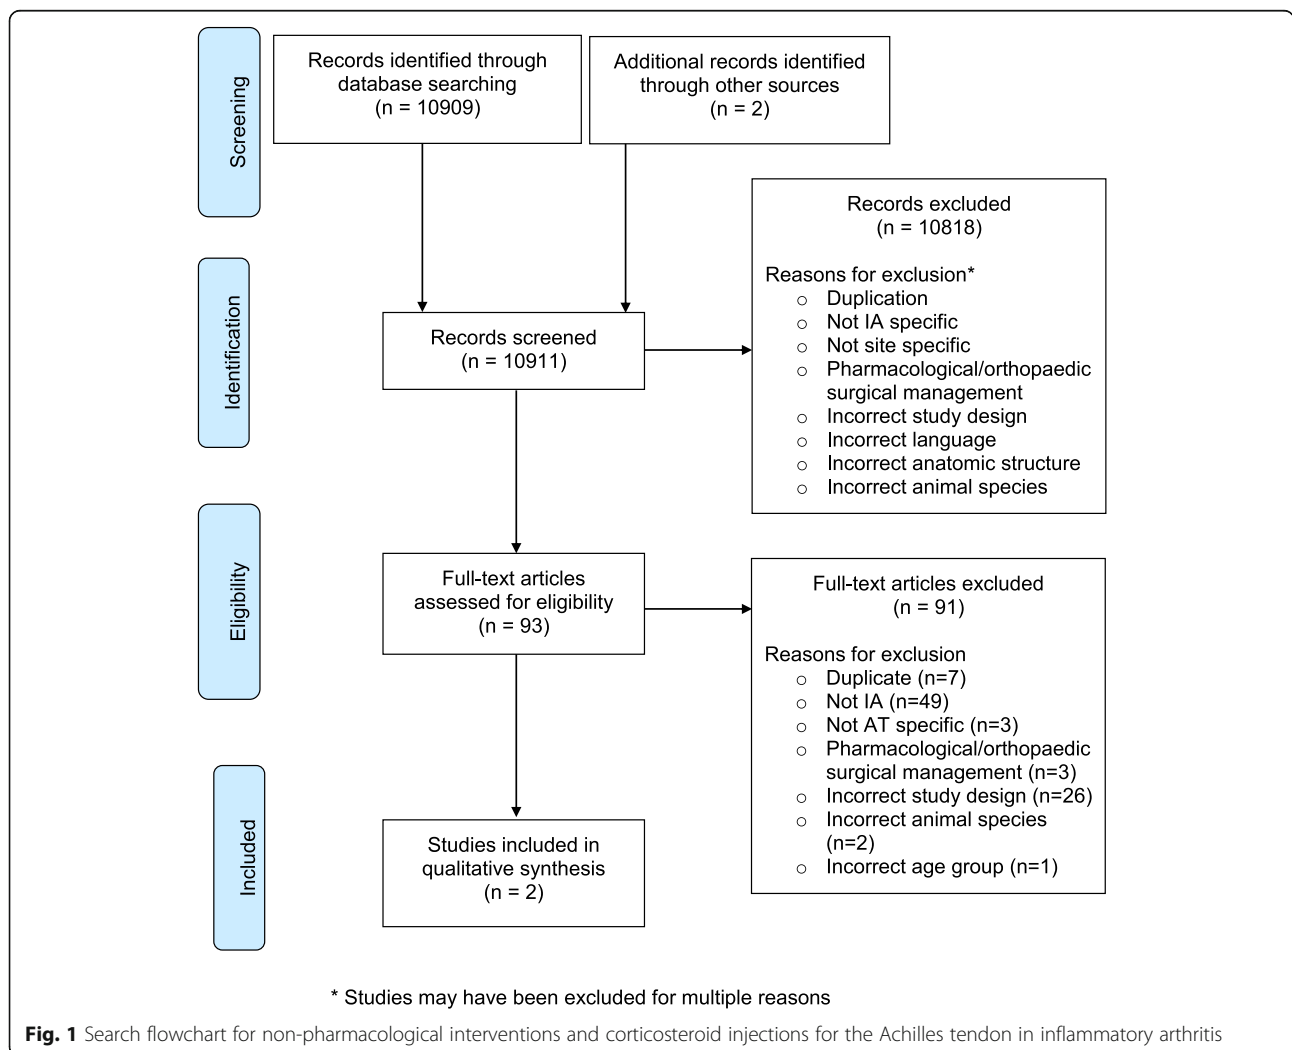 Screening
Records identified through
database searching
(n = 10909)
Additional records identified
through other sources
(n = 2)
Records excluded
(n = 10818)
Reasons for exclusion*
o Duplication
o Not IA specific
o Not site specific
o Pharmacological/orthopaedic
surgical management
o Incorrect study design
o Incorrect language
o Incorrect anatomic structure
o Incorrect animal species
Identification
Records screened
(n = 10911)
Eligibility
Full-text articles
assessed for eligibility
(n = 93)
Full-text articles excluded
(n = 91)
Reasons for exclusion
o Duplicate (n=7)
o Not IA (n=49)
o Not AT specific (n=3)
o Pharmacological/orthopaedic
surgical management (n=3)
o Incorrect study design (n=26)
o Incorrect animal species
(n=2)
o Incorrect age group (n=1)
Included
Studies included in
qualitative synthesis
(n = 2)
* Studies may have been excluded for multiple reasons
Fig. 1 Search flowchart for non-pharmacological interventions and corticosteroid injections for the Achilles tendon in inflammatory arthritis